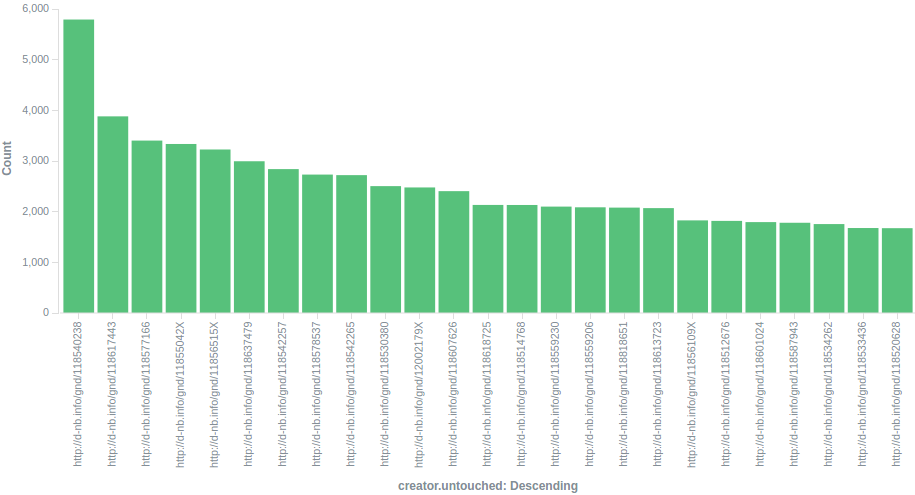 6,000
5,000
4,000
3,000
2,000
1,000
0
Count
http://d-nb.info/gnd/118540238
http://d-nb.info/gnd/118617443
http://d-nb.info/gnd/118577166
http://d-nb.info/gnd/11855042X
http://d-nb.info/gnd/11856515X
http://d-nb.info/gnd/118637479
http://d-nb.info/gnd/118542257
http://d-nb.info/gnd/118578537
http://d-nb.info/gnd/118542265
http://d-nb.info/gnd/118530380
http://d-nb.info/gnd/12002179X
http://d-nb.info/gnd/118607626
http://d-nb.info/gnd/118618725
http://d-nb.info/gnd/118514768
http://d-nb.info/gnd/118559230
http://d-nb.info/gnd/118559206
http://d-nb.info/gnd/118818651
http://d-nb.info/gnd/118613723
http://d-nb.info/gnd/11856109X
http://d-nb.info/gnd/118512676
http://d-nb.info/gnd/118601024
http://d-nb.info/gnd/118587943
http://d-nb.info/gnd/118534262
http://d-nb.info/gnd/118533436
http://d-nb.info/gnd/118520628
creator.untouched: Descending